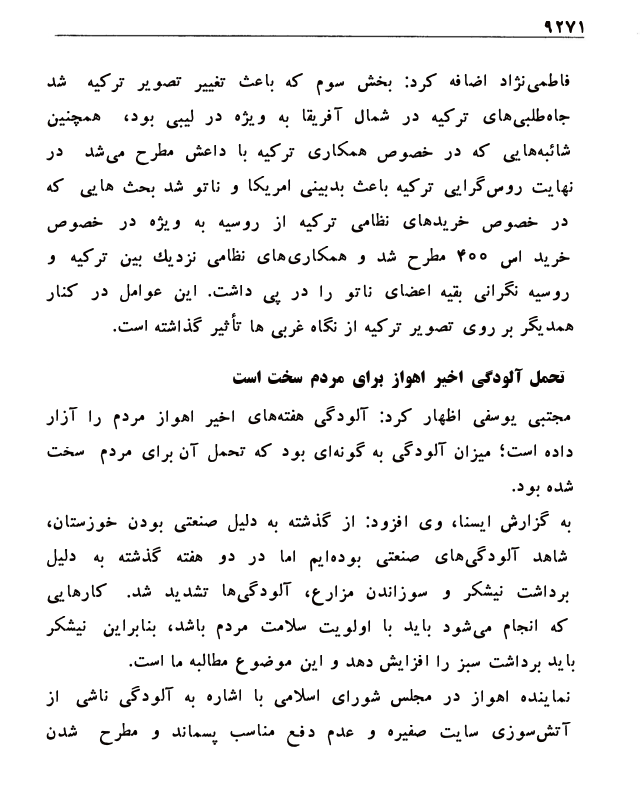 ۹۲۷۱
فاطمی‌نژاد اضافه کرد: بخش سوم که باعث تغییر تصویر ترکیه شد
جاه‌طلبی‌های ترکیه در شمال آفریقا به ویژه در لیبی بود، همچنین
شائبه‌هایی که در خصوص همکاری ترکیه با داعش مطرح می‌شد در
نهایت روس‌گرایی ترکیه باعث بدبینی امریکا و ناتو شد بحث هایی که
در خصوص خریدهای نظامی ترکیه از روسیه به ویژه در خصوص
خرید اس ۴۰۰ مطرح شد و همکاری‌های نظامی نزدیك بین ترکیه و
روسیه نگرانی بقیه اعضای ناتو را در پی داشت. این عوامل در کنار
همدیگر بر روی تصویر ترکیه از نگاه غربی ها تأثیر گذاشته است.
تحمل آلودگی اخیر اهواز برای مردم سخت است
مجتبی یوسفی اظهار کرد: آلودگی هفته‌های اخیر اهواز مردم را آزار
داده است؛ میزان آلودگی به گونه‌ای بود که تحمل آن برای مردم سخت
شده بود.
به گزارش ایسنا، وی افزود: از گذشته به دلیل صنعتی بودن خوزستان،
شاهد آلودگی‌های صنعتی بوده‌ایم اما در دو هفته گذشته به دلیل
برداشت نیشکر و سوزاندن مزارع، آلودگی‌ها تشدید شد. کارهایی
که انجام می‌شود باید با اولویت سلامت مردم باشد، بنابراین نیشکر
باید برداشت سبز را افزایش دهد و این موضوع مطالبه ما است.
نماینده اهواز در مجلس شورای اسلامی با اشاره به آلودگی ناشی از
آتش‌سوزی سایت صفیره و عدم دفع مناسب پسماند و مطرح شدن